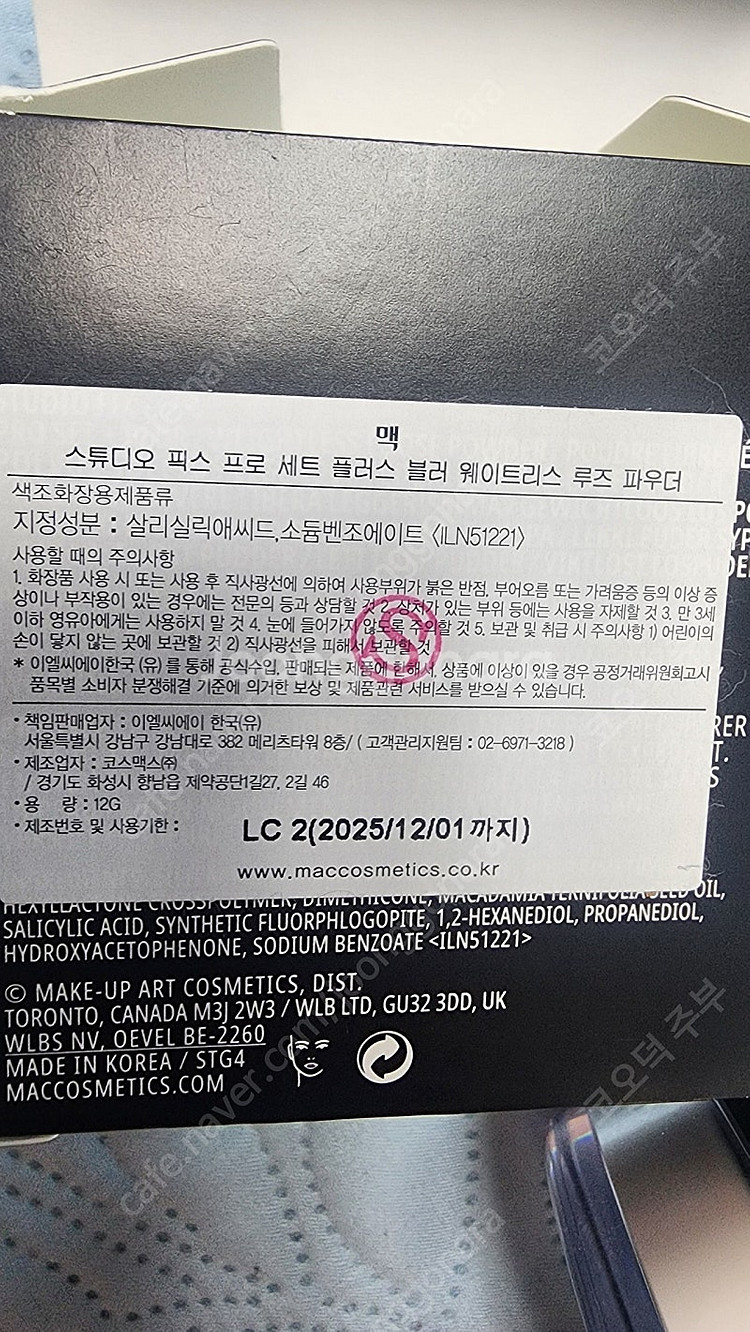 맥
스튜디오 픽스 프로 세트 플러스 블러 웨이트리스 루즈 파우더
색조화장용제품류
지정성분 : 살리실릭애씨드,소듐벤조에이트 <ILN51221>
사용할 때의 주의사항
1. 화장품 사용 시 또는 사용 후 직사광선에 의하여 사용부위가 붉은 반점, 부어오름 또는 가려움증 등의 이상 증
상이나 부작용이 있는 경우에는 전문의 등과 상담할 것 2. 상처가 있는 부위 등에는 사용을 자제할 것 3. 만 3세
이하 영유아에게는 사용하지 말 것 4. 눈에 들어가지 않도록 주의할 것 5. 보관 및 취급 시 주의사항 1) 어린이의
손이 닿지 않는 곳에 보관할 것 2) 직사광선을 피해서 보관할 것
* 이엘씨에이한국 (유) 를 통해 공식수입, 판매되는 제품에 한해서, 상품에 이상이 있을 경우 공정거래위원회고시
품목별 소비자 분쟁해결 기준에 의거한 보상 및 제품관련 서비스를 받으실 수 있습니다.
• 책임판매업자 : 이엘씨에이 한국(유)
서울특별시 강남구 강남대로 382 메리츠타워 8층/ ( 고객관리지원팀 : 02-6971-3218 )
• 제조업자 : 코스맥스㈜
/ 경기도 화성시 향남읍 제약공단1길27, 2길 46
• 용 량 : 12G
• 제조번호 및 사용기한 : LC 2(2025/12/01까지)
www.maccosmetics.co.kr
CROSSPOLYMER, DIMETHICONE, MACADAMIA TERNIFOLIA SEED OIL,
SALICYLIC ACID, SYNTHETIC FLUORPHLOGOPITE, 1,2-HEXANEDIOL, PROPANEDIOL,
HYDROXYACETOPHENONE, SODIUM BENZOATE <ILN51221>
© MAKE-UP ART COSMETICS, DIST.
TORONTO, CANADA M3J 2W3 / WLB LTD, GU32 3DD, UK
WLBS NV, OEVEL BE-2260
MADE IN KOREA / STG4
MACCOSMETICS.COM
코오덕 주부
코오덕 주부